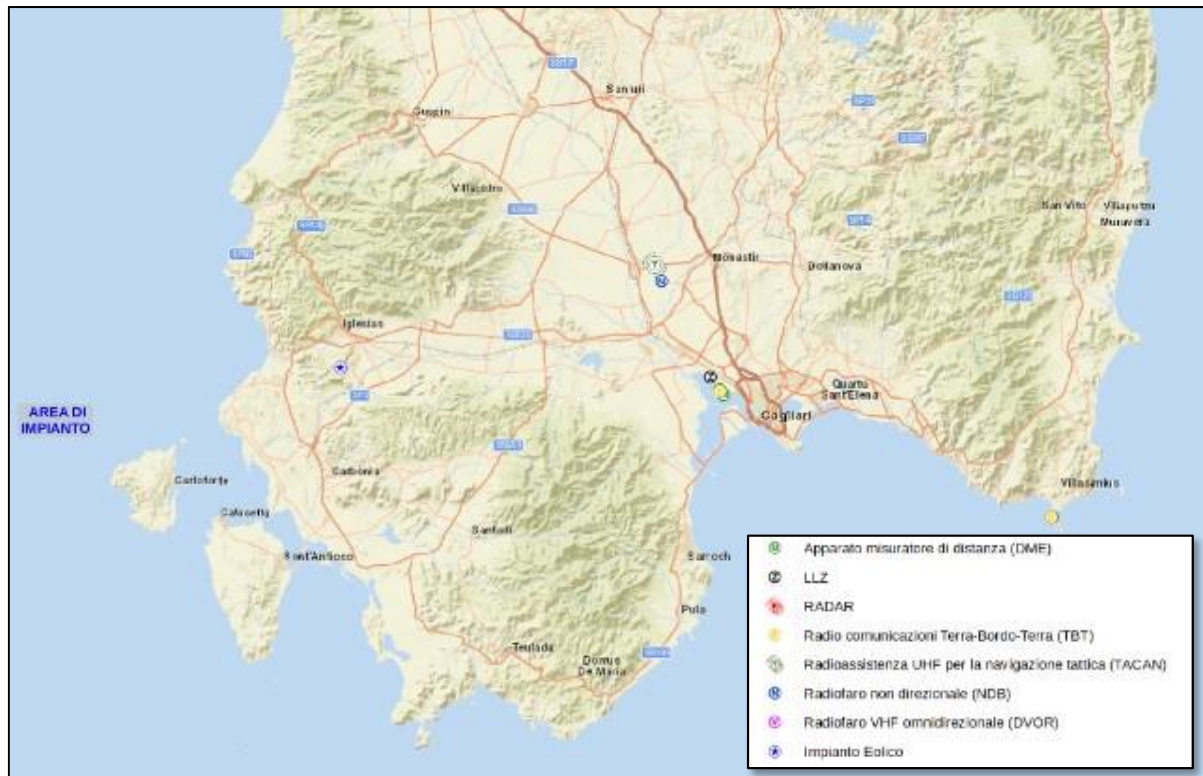 Sanluri
Guspini
Villacidro
San Vito
Villaputzu
Muravera
Monastir
Dolianova
Iglesias
Quartu
Sant'Elena
AREA DI
IMPIANTO
Cagliari
Carbonia
Carloforte
Villasimius
Calasetta
Santadi
Sant'Antioco
Sarroch
Pula
Teulada
Domus
De Maria
Apparato misuratore di distanza (DME)
LLZ
RADAR
Radio comunicazioni Terra-Bordo-Terra (TBT)
Radioassistenza UHF per la navigazione tattica (TACAN)
Radiofaro non direzionale (NDB)
Radiofaro VHF omnidirezionale (DVOR)
Impianto Eolico